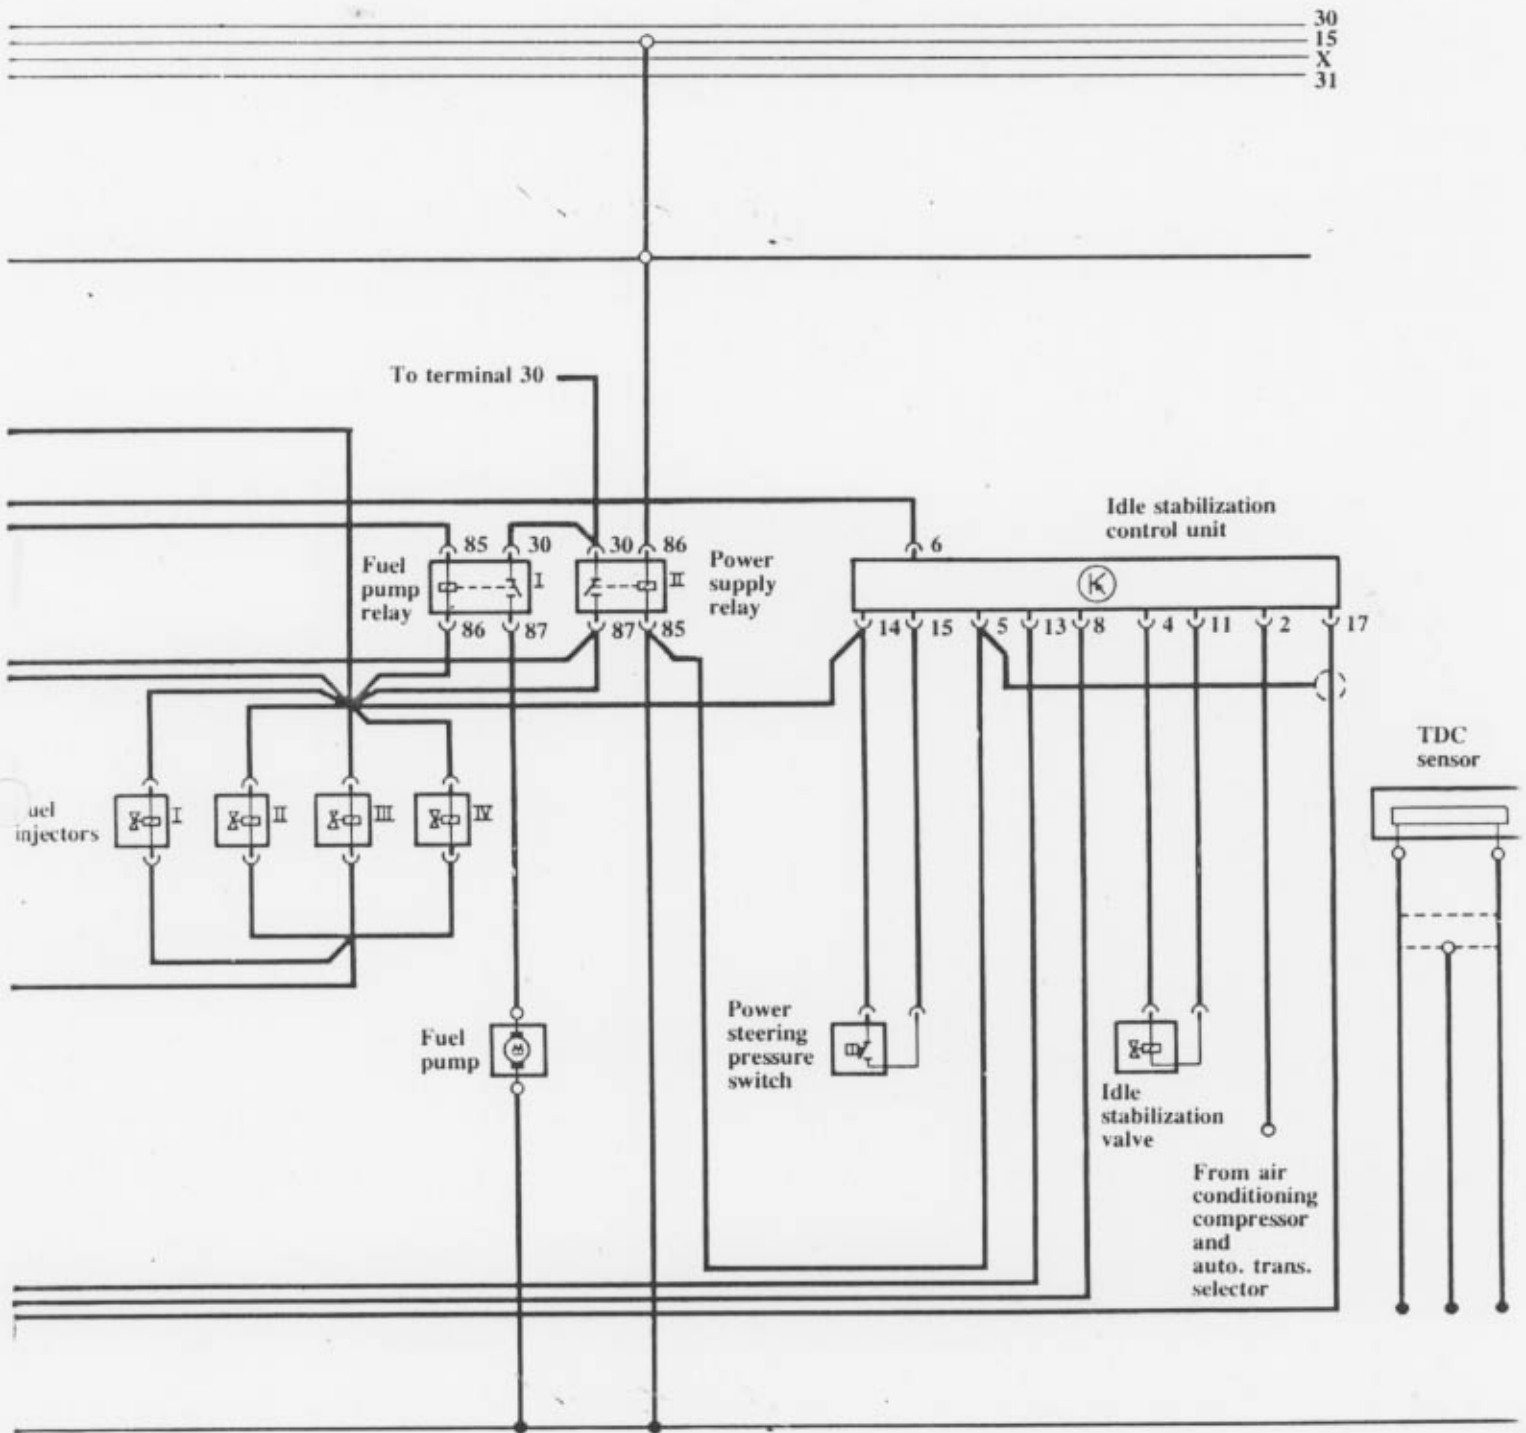 30
15
X
31
To terminal 30
Idle stabilization
control unit
85 30 30 86 6
Fuel
pump
relay
I
II
Power
supply
relay
86 87 87 85 14 15 5 13 8 4 11 2 17
TDC
sensor
uel
injectors
I
II
III
IV
Fuel
pump
M
Power
steering
pressure
switch
Idle
stabilization
valve
From air
conditioning
compressor
and
auto. trans.
selector